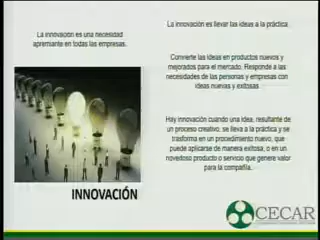 La innovación es una necesidad
apremiante en todas las empresas.
La innovación es llevar las ideas a la práctica.
Convierte las ideas en productos nuevos y
mejorados para el mercado. Responde a las
necesidades de las personas y empresas con
ideas nuevas y exitosas.
Hay innovación cuando una idea, resultante de
un proceso creativo, se lleva a la práctica y se
trasforma en un procedimiento nuevo, que
puede aplicarse de manera exitosa, o en un
novedoso producto o servicio que genere valor
para la compañía.
INNOVACIÓN
CECAR